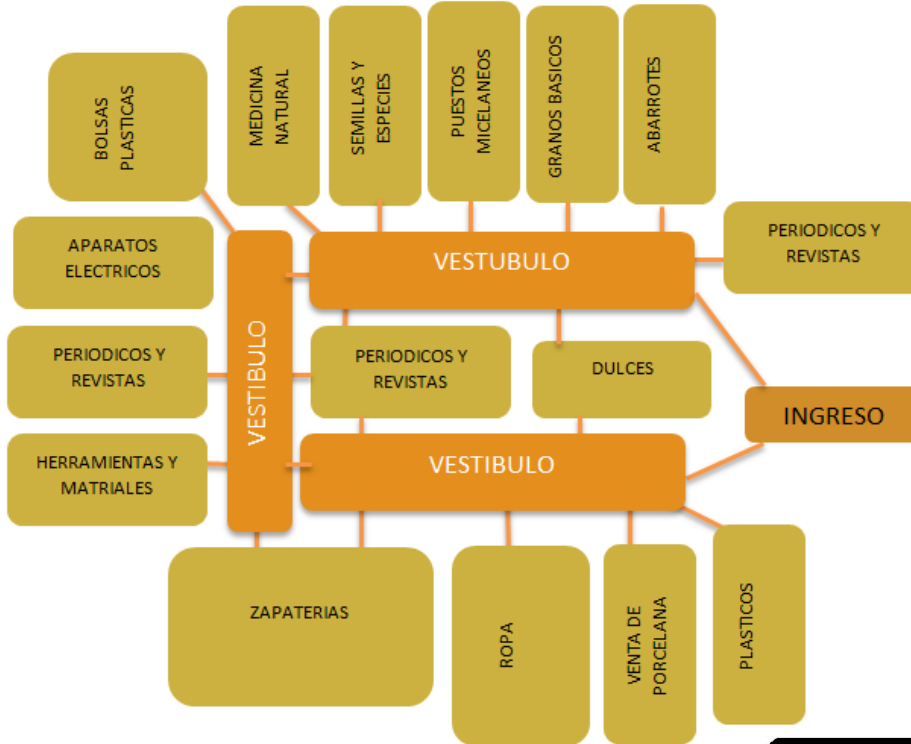 BOLSAS
PLASTICAS
MEDICINA
NATURAL
SEMILLAS Y
ESPECIES
PUESTOS
MICELANEOS
GRANOS BASICOS
ABARROTES
APARATOS
ELECTRICOS
VESTUBULO
PERIODICOS Y
REVISTAS
PERIODICOS Y
REVISTAS
VESTIBULO
PERIODICOS Y
REVISTAS
DULCES
INGRESO
HERRAMIENTAS Y
MATRIALES
VESTIBULO
ZAPATERIAS
ROPA
VENTA DE
PORCELANA
PLASTICOS